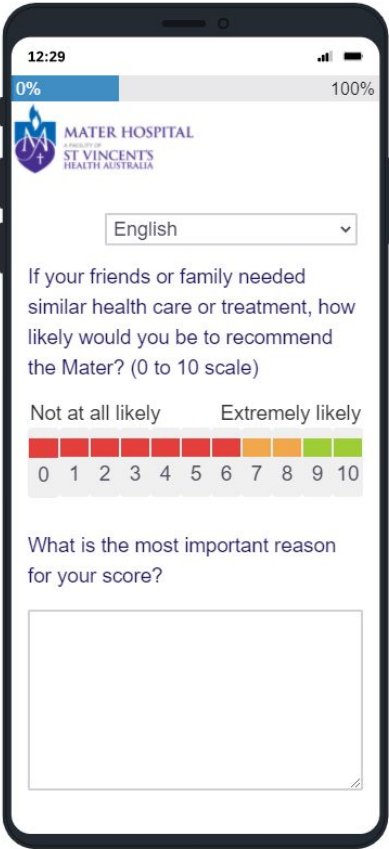 12:29
0% 100%
MATER HOSPITAL
A FACILITY OF
ST VINCENT'S
HEALTH AUSTRALIA
English
If your friends or family needed
similar health care or treatment, how
likely would you be to recommend
the Mater? (0 to 10 scale)
Not at all likely Extremely likely
0 1 2 3 4 5 6 7 8 9 10
What is the most important reason
for your score?